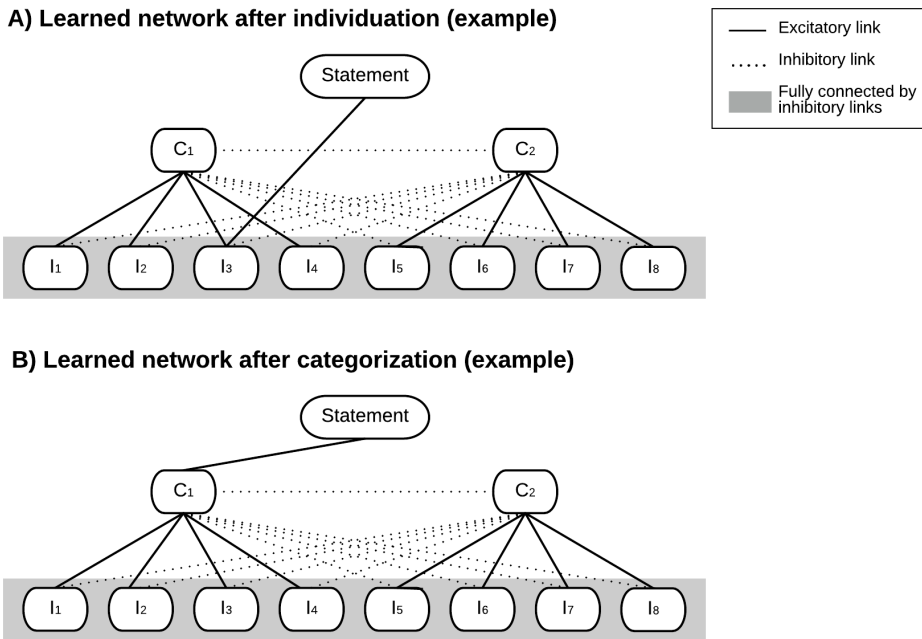 A) Learned network after individuation (example)
Excitatory link
Inhibitory link
Fully connected by
inhibitory links
Statement
C1 C2
I1 I2 I3 I4 I5 I6 I7 I8
B) Learned network after categorization (example)
Statement
C1 C2
I1 I2 I3 I4 I5 I6 I7 I8